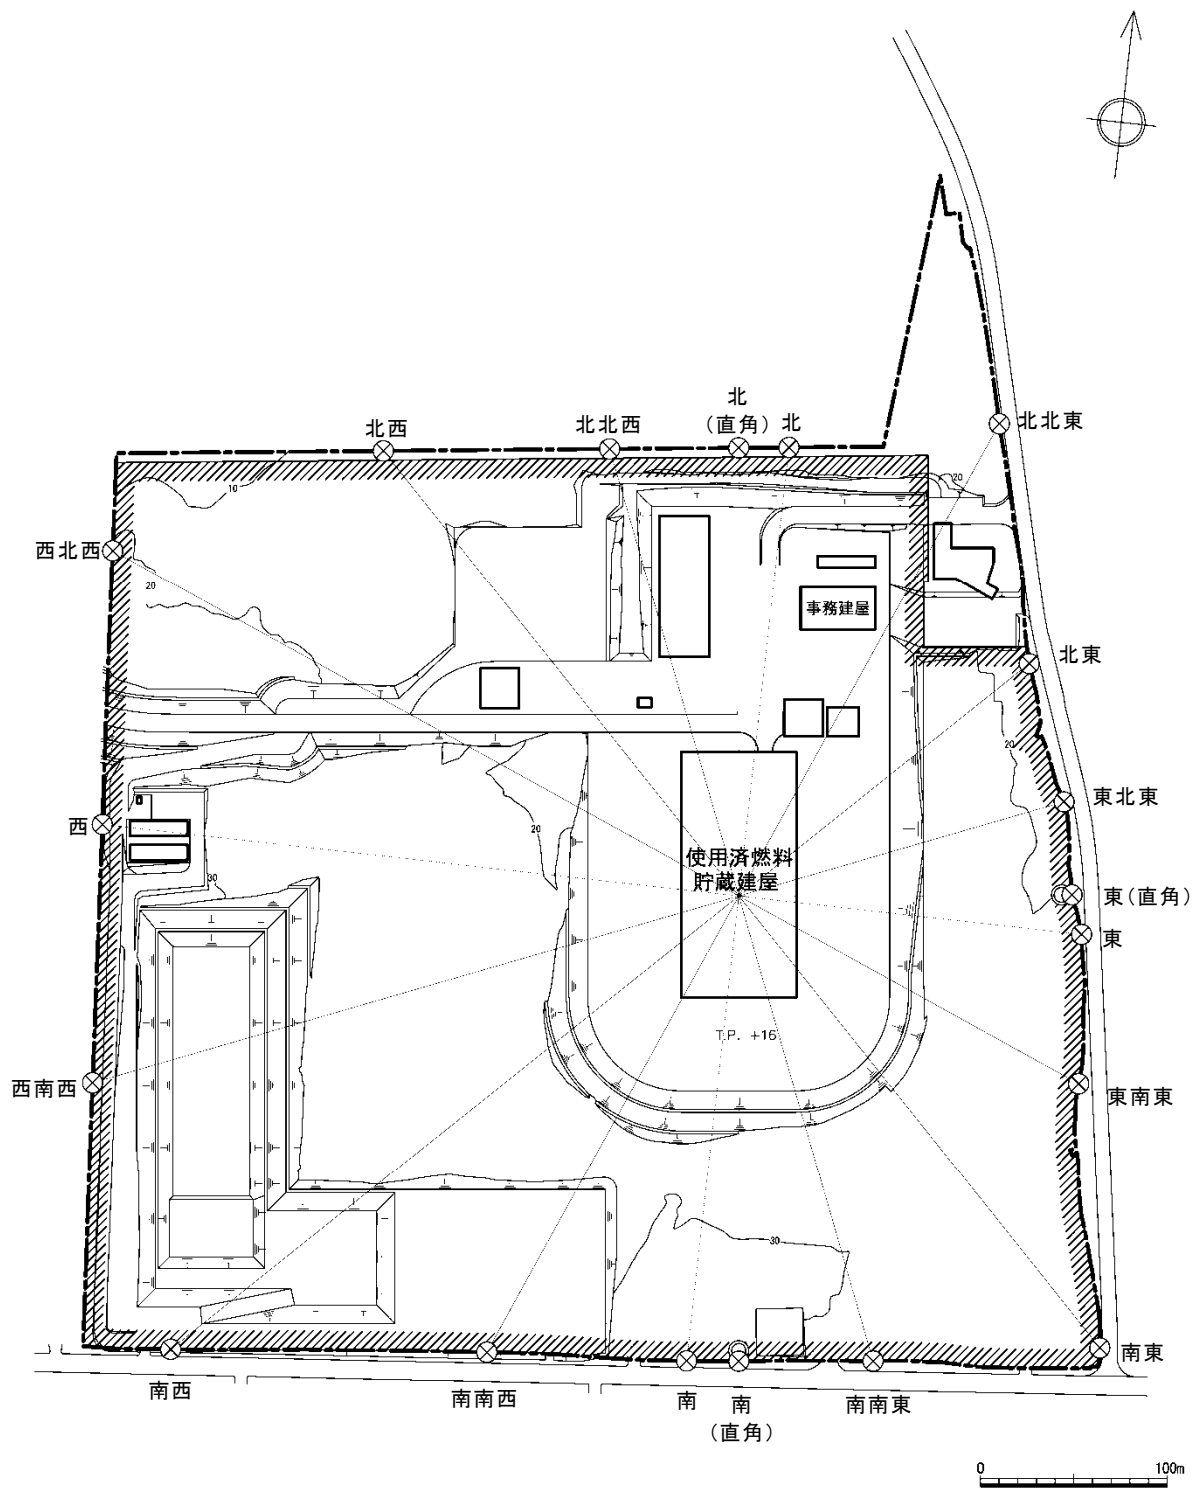 北
(直角)
北
北北西
北西
北北東
10
20
西北西
20
事務建屋
北東
20
東北東
西
20
使用済燃料
貯蔵建屋
30
東(直角)
東
T.P. +16
西南西
東南東
30
南東
南西
南南西
南
南
(直角)
南南東
0
100m